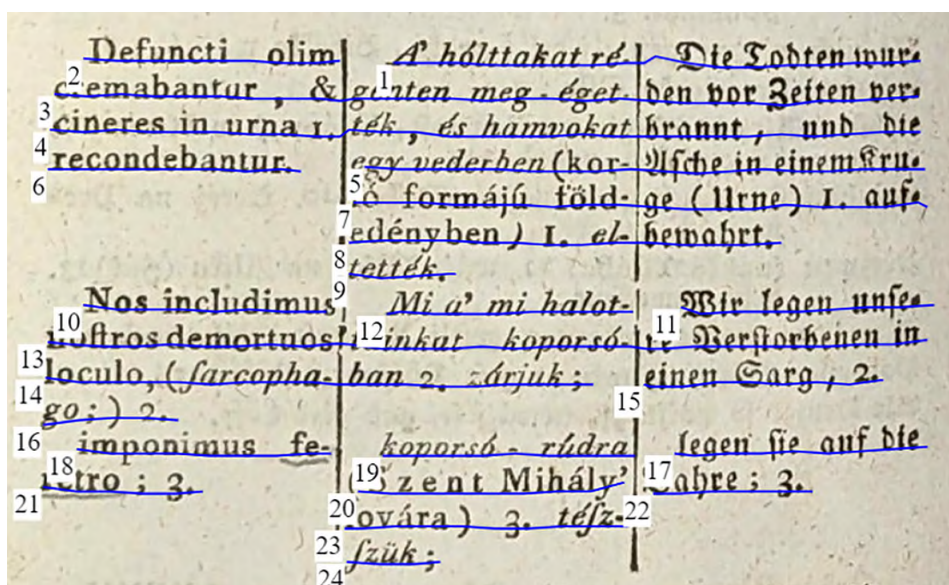 Defuncti olim
cremabantur, &
cineres in urna 1.
recondebantur.
Nos includimus
noſtros demortuos
loculo, (ſarcopha-
go;) 2.
imponimus fe-
retro; 3.
A' hólttakat ré-
genten meg-éget-
ték, és hamvokat
egy vederben (kor-
só formájú föld-
edényben) 1. el-
tették.
Mi a' mi halot-
tainkat koporsó-
ban 2. zárjuk;
koporsó-rúdra
(Szent Mihály'
lovára) 3. téſz-
ſzük;
Die Todten wur-
den vor Zeiten ver-
brannt, und die
Aſche in einem Kru-
ge (Urne) 1. auf-
bewahrt.
Wir legen unſe-
re Verſtorbenen in
einen Sarg, 2.
legen ſie auf die
Bahre; 3.